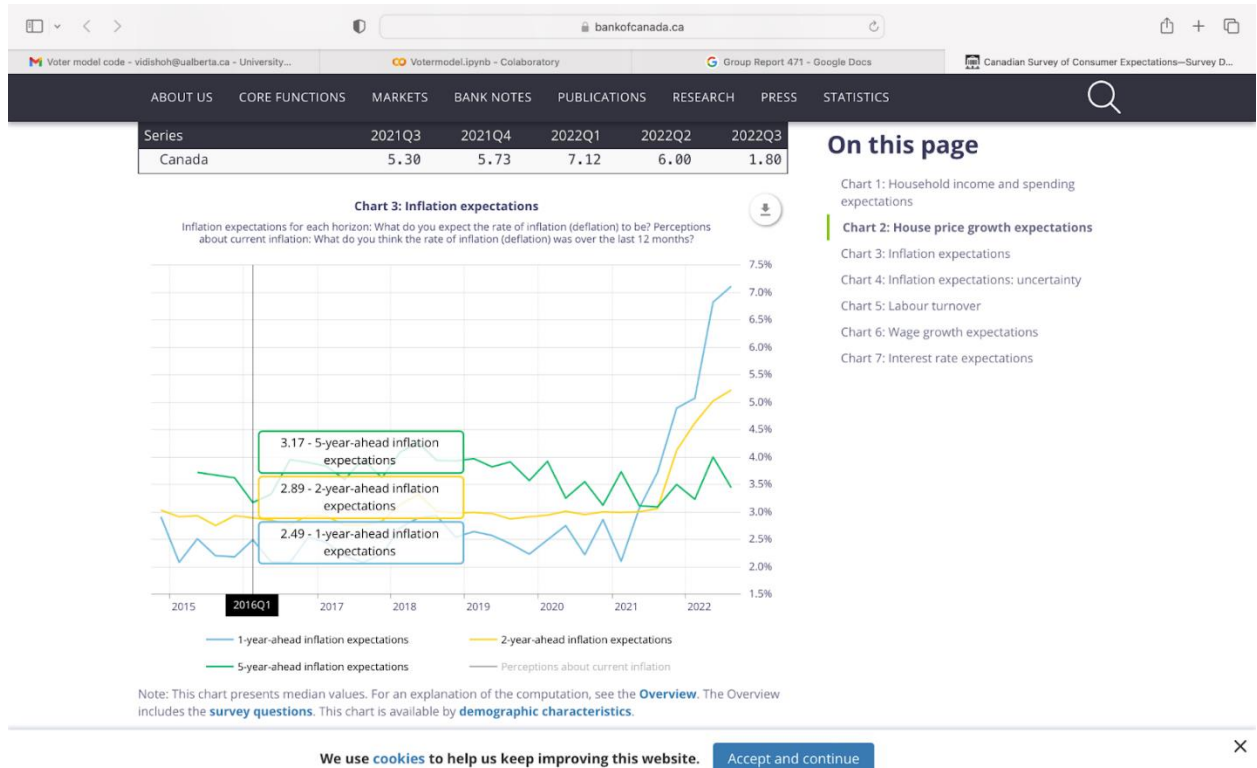 bankofcanada.ca
Voter model code - vidishoh@ualberta.ca - University...
Votermodel.ipynb - Colaboratory
Group Report 471 - Google Docs
Canadian Survey of Consumer Expectations—Survey D...
ABOUT US CORE FUNCTIONS MARKETS BANK NOTES PUBLICATIONS RESEARCH PRESS STATISTICS
Series 2021Q3 2021Q4 2022Q1 2022Q2 2022Q3
Canada 5.30 5.73 7.12 6.00 1.80
Chart 3: Inflation expectations
Inflation expectations for each horizon: What do you expect the rate of inflation (deflation) to be? Perceptions
about current inflation: What do you think the rate of inflation (deflation) was over the last 12 months?
7.5%
7.0%
6.5%
6.0%
5.5%
5.0%
4.5%
4.0%
3.5%
3.0%
2.5%
2.0%
1.5%
3.17 - 5-year-ahead inflation
expectations
2.89 - 2-year-ahead inflation
expectations
2.49 - 1-year-ahead inflation
expectations
2015 2016Q1 2017 2018 2019 2020 2021 2022
1-year-ahead inflation expectations 2-year-ahead inflation expectations
5-year-ahead inflation expectations Perceptions about current inflation
Note: This chart presents median values. For an explanation of the computation, see the Overview. The Overview
includes the survey questions. This chart is available by demographic characteristics.
On this page
Chart 1: Household income and spending
expectations
Chart 2: House price growth expectations
Chart 3: Inflation expectations
Chart 4: Inflation expectations: uncertainty
Chart 5: Labour turnover
Chart 6: Wage growth expectations
Chart 7: Interest rate expectations
We use cookies to help us keep improving this website. Accept and continue